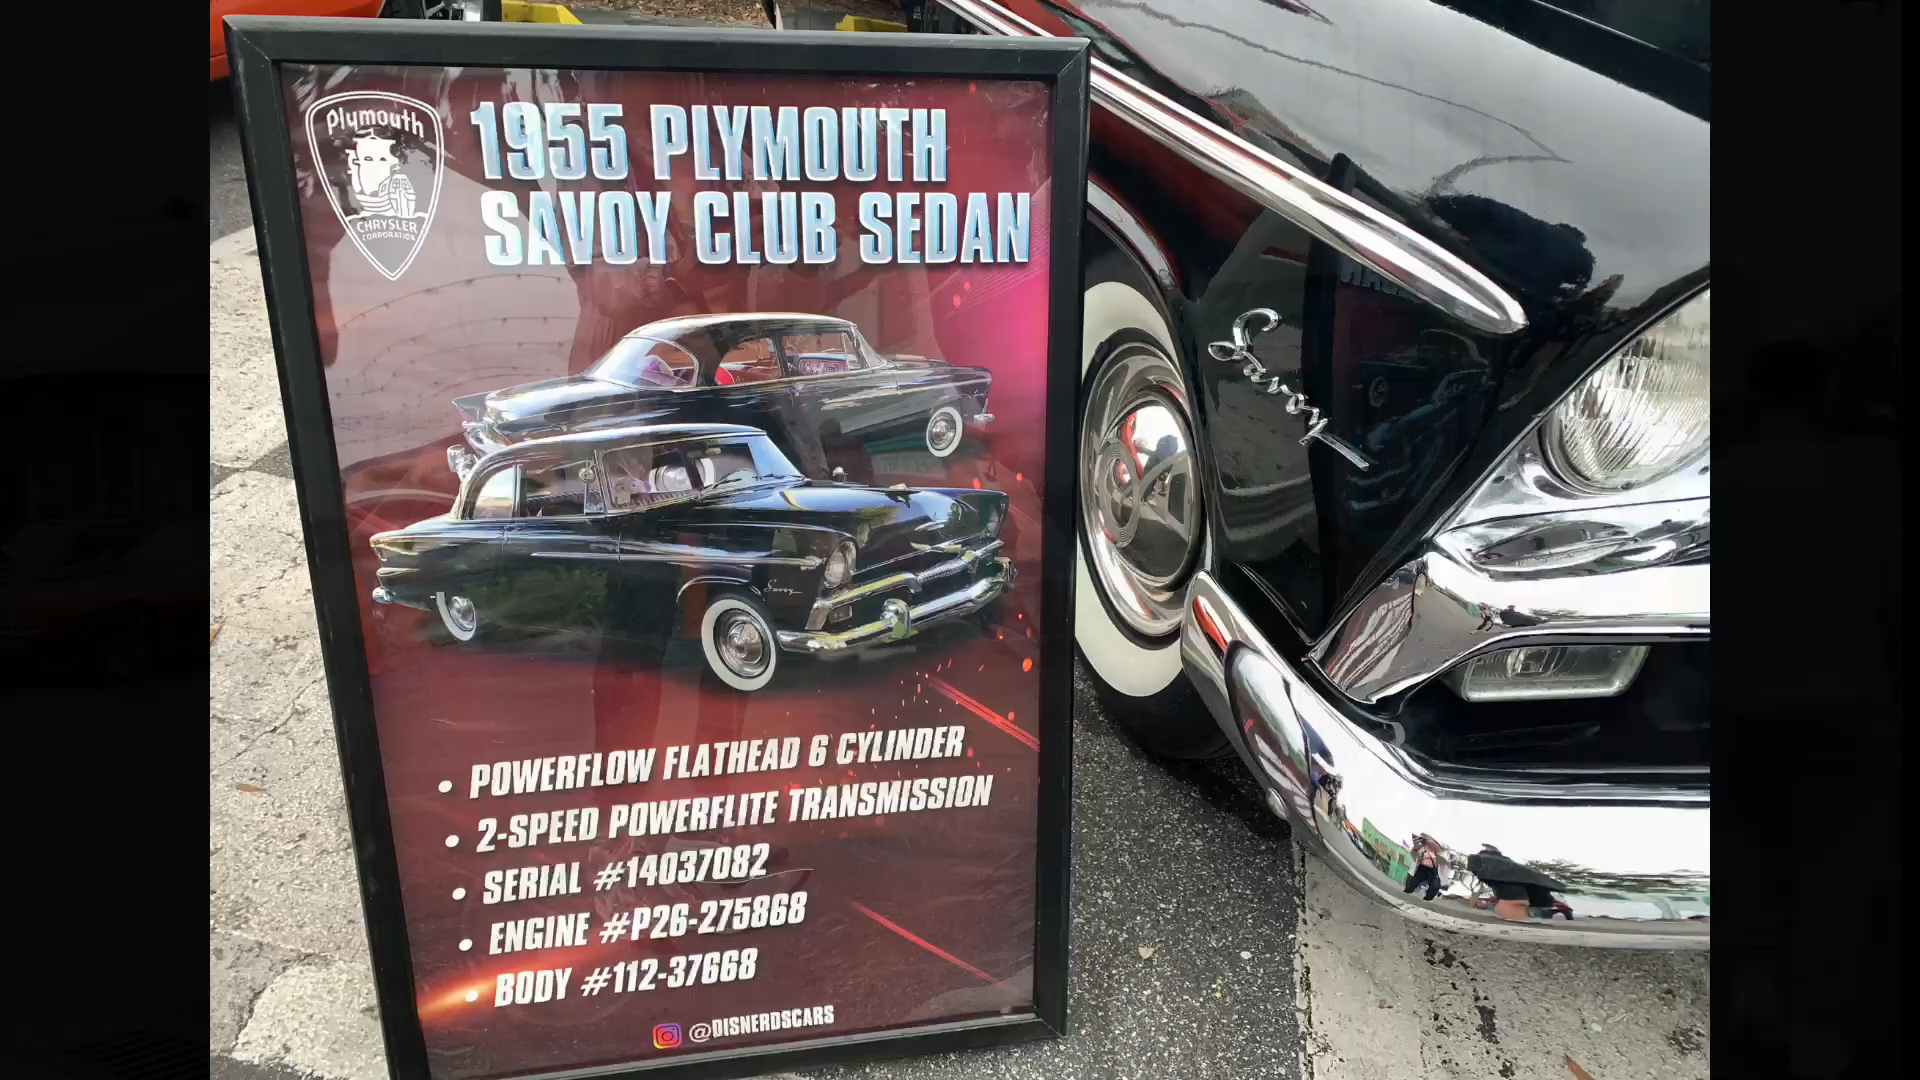 Plymouth
CHRYSLER
CORPORATION
1955 PLYMOUTH
SAVOY CLUB SEDAN
Savoy
Savoy
• POWERFLOW FLATHEAD 6 CYLINDER
• 2-SPEED POWERFLITE TRANSMISSION
• SERIAL #14037082
• ENGINE #P26-275868
• BODY #112-37668
@DISNERDSCARS